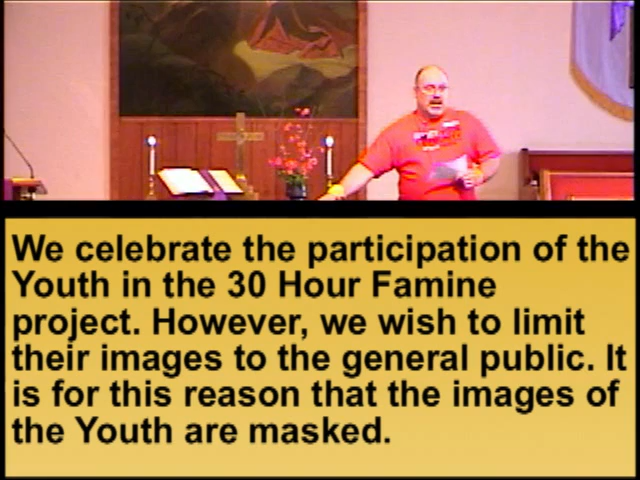 We celebrate the participation of the
Youth in the 30 Hour Famine
project. However, we wish to limit
their images to the general public. It
is for this reason that the images of
the Youth are masked.